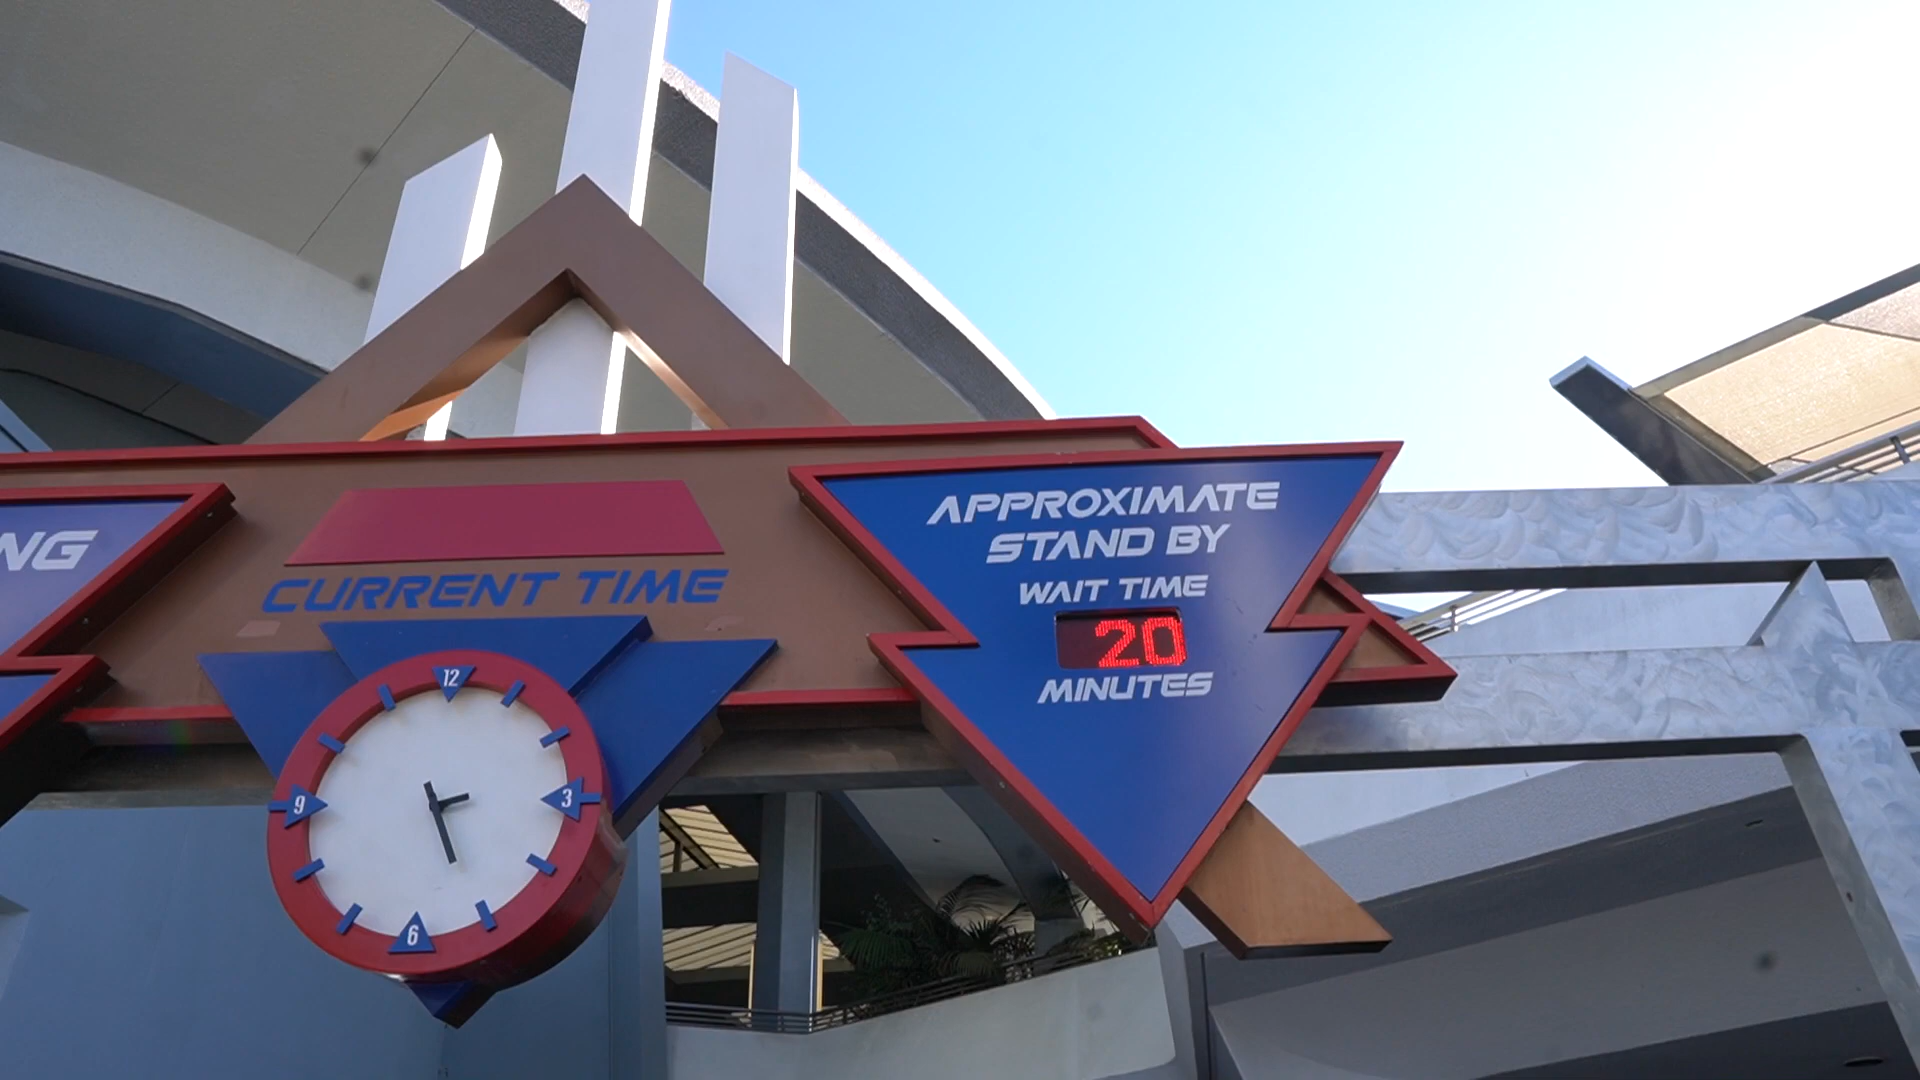 NG
CURRENT TIME
12
9
3
6
APPROXIMATE
STAND BY
WAIT TIME
20
MINUTES